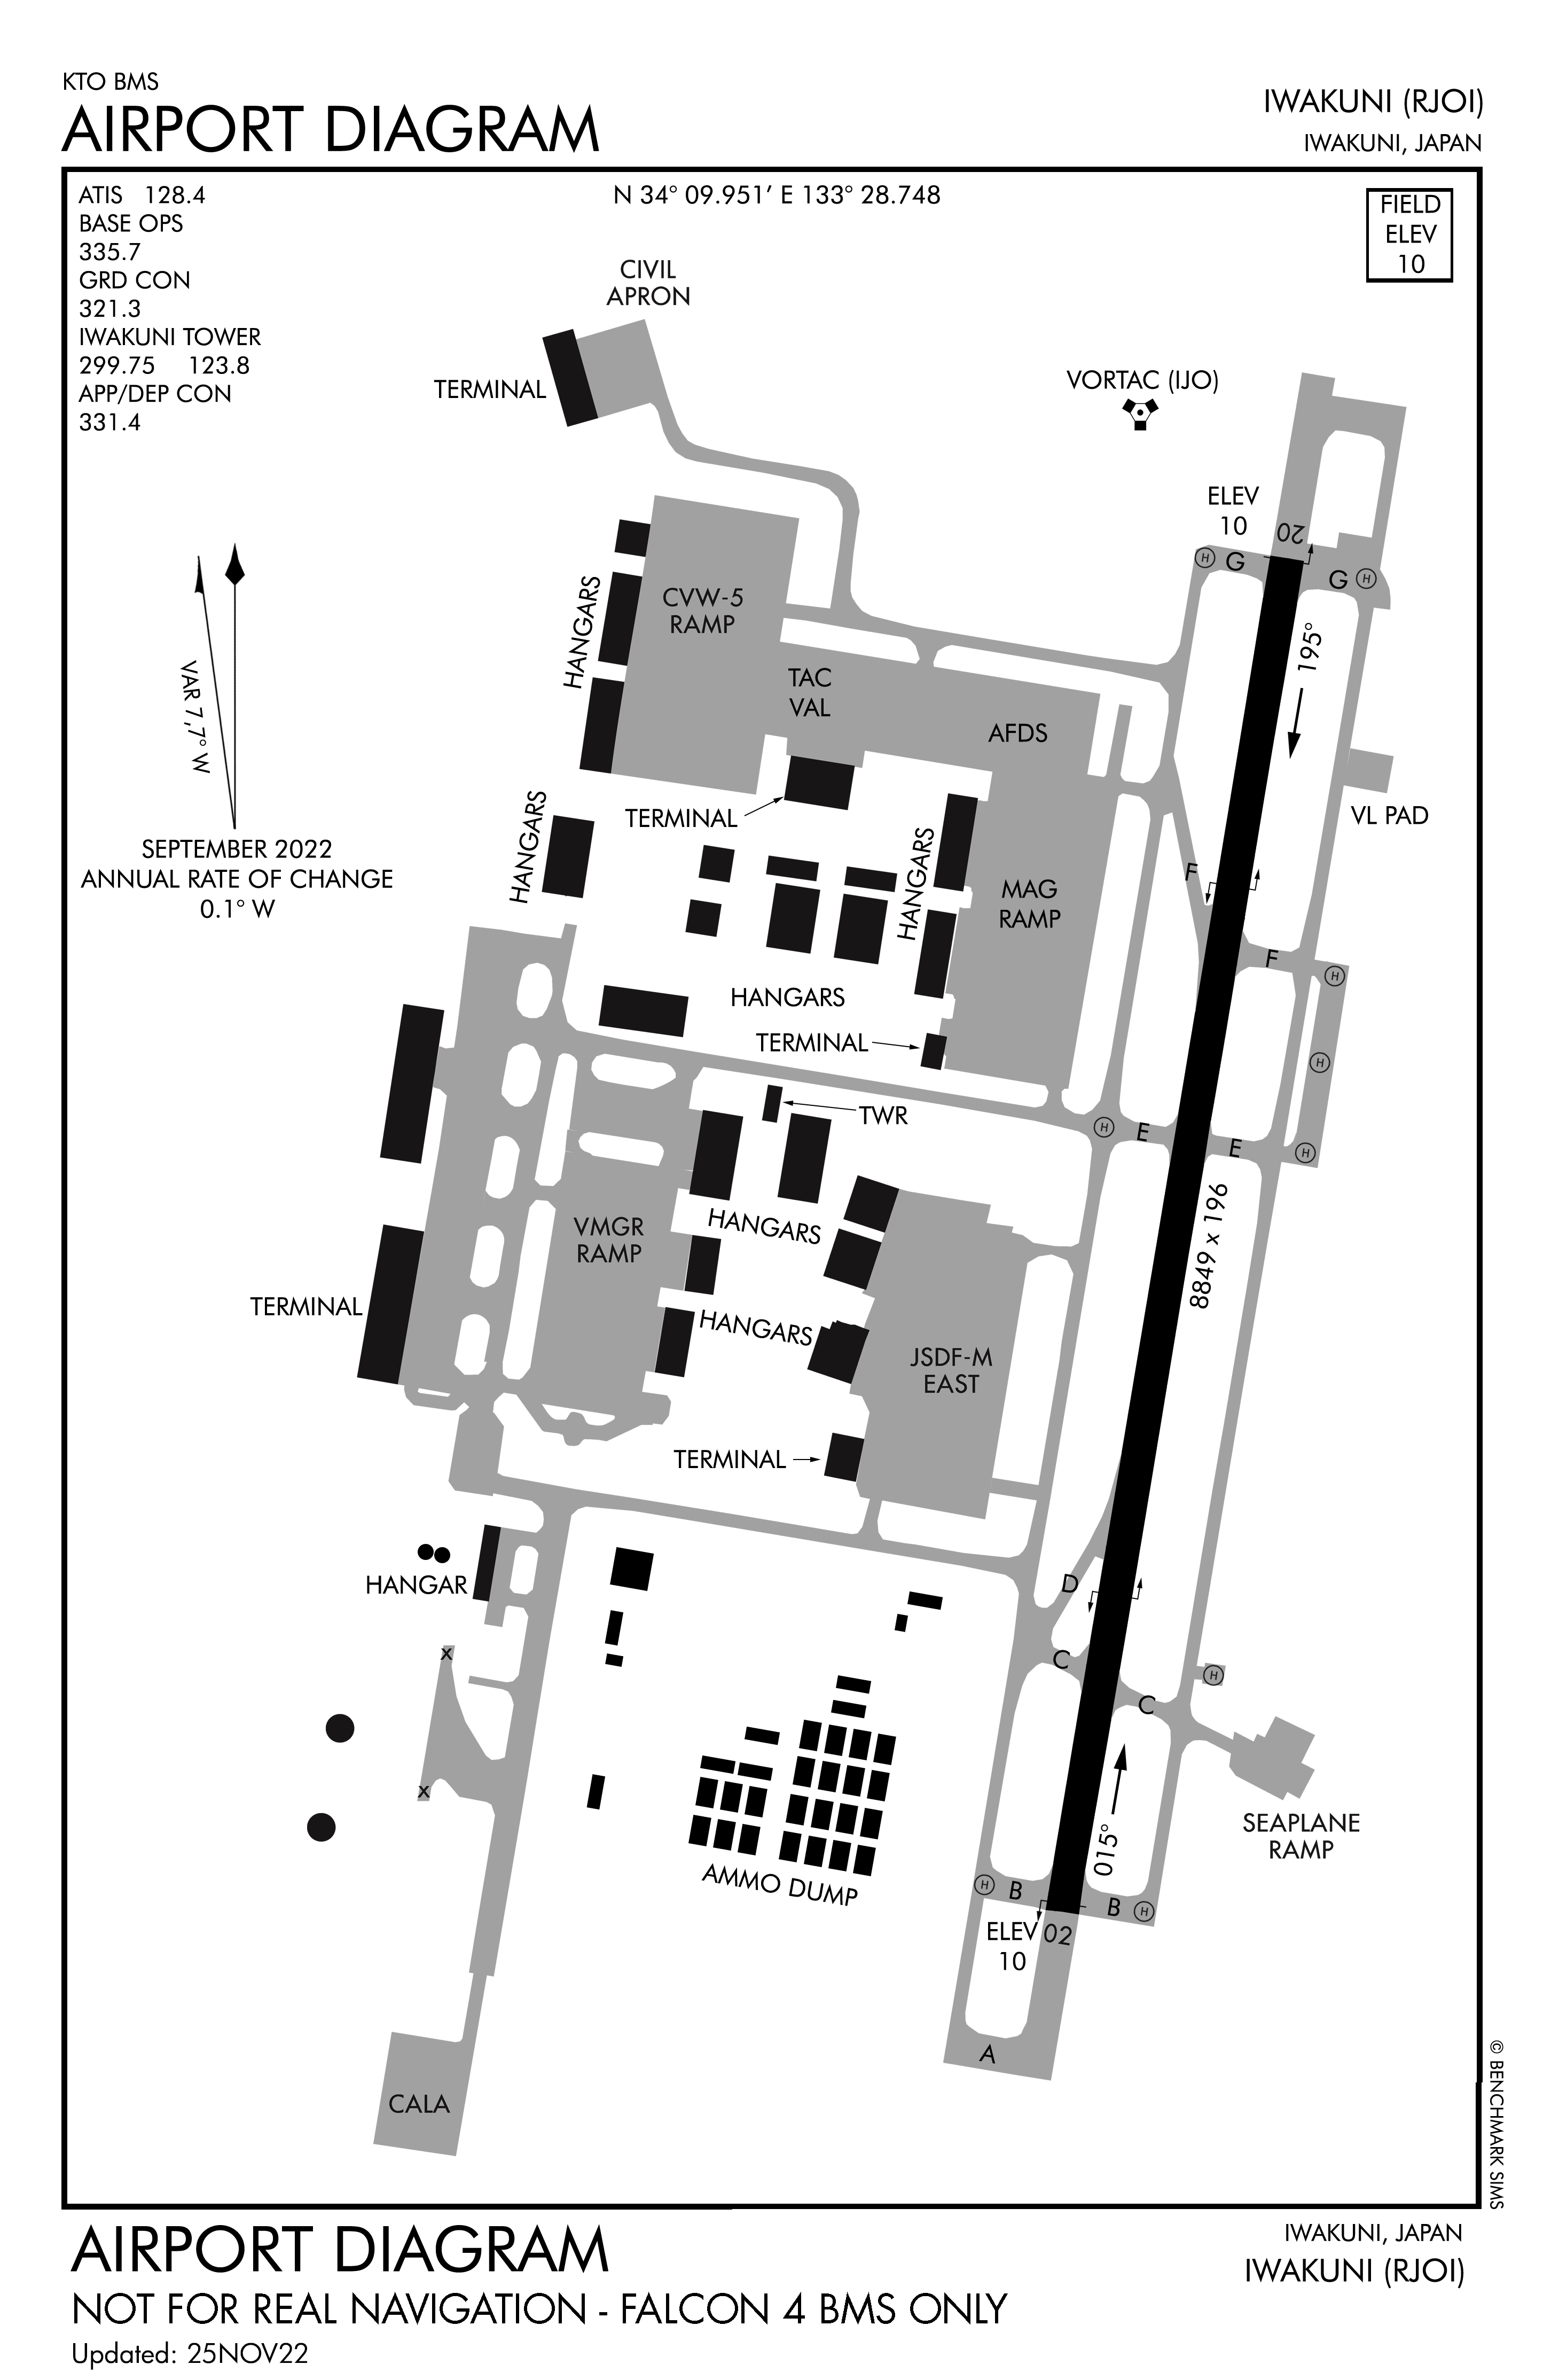 KTO BMS
AIRPORT DIAGRAM
IWAKUNI (RJOI)
IWAKUNI, JAPAN
ATIS 128.4
BASE OPS
335.7
GRD CON
321.3
IWAKUNI TOWER
299.75 123.8
APP/DEP CON
331.4
N 34° 09.951’ E 133° 28.748
FIELD
ELEV
10
CIVIL
APRON
TERMINAL
VORTAC (IJO)
ELEV
10
20
H
G
G
H
HANGARS
CVW-5
RAMP
195°
VAR 7,7° W
TAC
VAL
AFDS
TERMINAL
VL PAD
SEPTEMBER 2022
ANNUAL RATE OF CHANGE
0.1° W
HANGARS
HANGARS
MAG
RAMP
F
F
H
HANGARS
TERMINAL
H
TWR
H
E
E
H
HANGARS
VMGR
RAMP
8849 x 196
TERMINAL
HANGARS
JSDF-M
EAST
TERMINAL
HANGAR
D
x
C
H
C
x
SEAPLANE
RAMP
015°
AMMO DUMP
H
B
B
H
ELEV
10
02
A
CALA
© BENCHMARK SIMS
AIRPORT DIAGRAM
IWAKUNI, JAPAN
IWAKUNI (RJOI)
NOT FOR REAL NAVIGATION - FALCON 4 BMS ONLY
Updated: 25NOV22